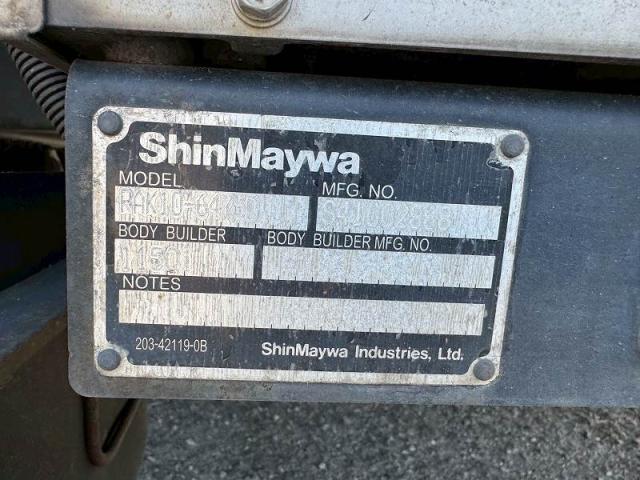 ShinMaywa
MODEL MFG. NO.
BODY BUILDER BODY BUILDER MFG. NO.
NOTES
203-42119-0B ShinMaywa Industries, Ltd.